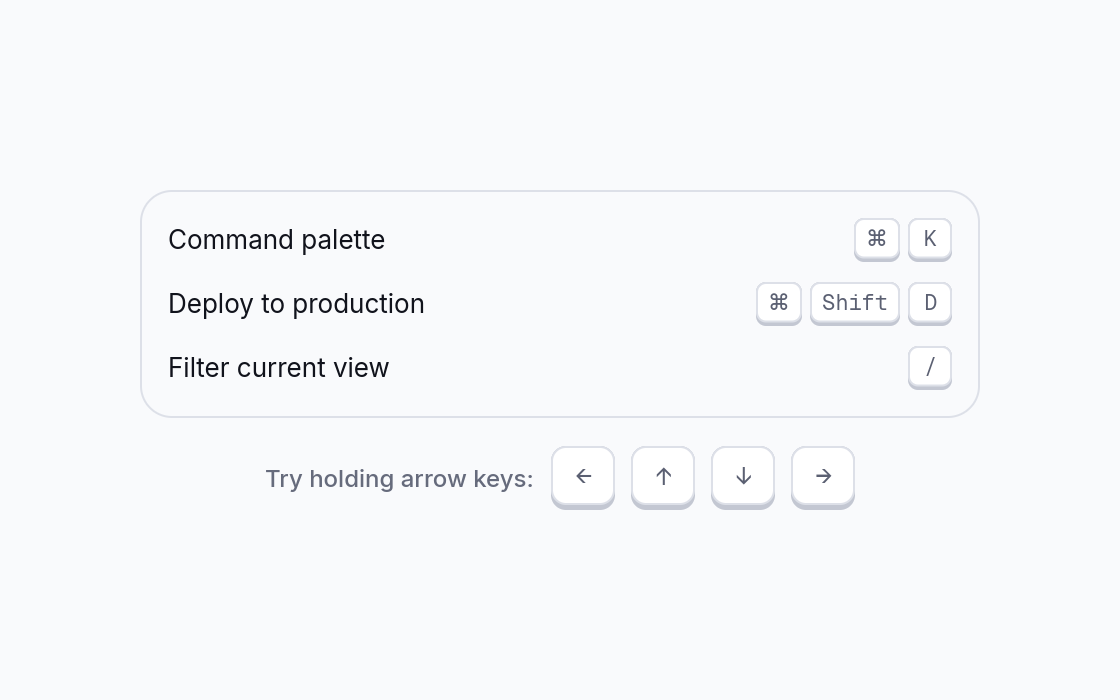 Command palette ⌘ K
Deploy to production ⌘ Shift D
Filter current view /
Try holding arrow keys: ← ↑ ↓ →